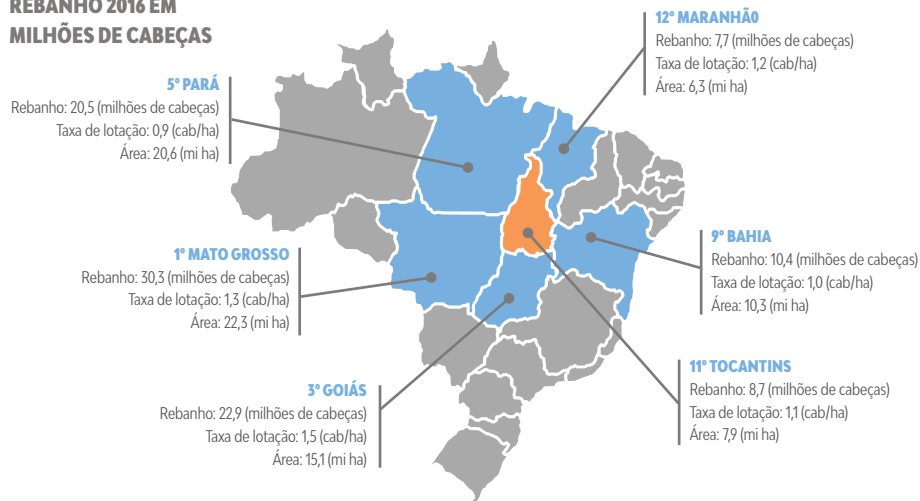 REBANHO 2016 EM
MILHÕES DE CABEÇAS
12º MARANHÃO
Rebanho: 7,7 (milhões de cabeças)
Taxa de lotação: 1,2 (cab/ha)
Área: 6,3 (mi ha)
5º PARÁ
Rebanho: 20,5 (milhões de cabeças)
Taxa de lotação: 0,9 (cab/ha)
Área: 20,6 (mi ha)
9º BAHIA
Rebanho: 10,4 (milhões de cabeças)
Taxa de lotação: 1,0 (cab/ha)
Área: 10,3 (mi ha)
1º MATO GROSSO
Rebanho: 30,3 (milhões de cabeças)
Taxa de lotação: 1,3 (cab/ha)
Área: 22,3 (mi ha)
11º TOCANTINS
Rebanho: 8,7 (milhões de cabeças)
Taxa de lotação: 1,1 (cab/ha)
Área: 7,9 (mi ha)
3º GOIÁS
Rebanho: 22,9 (milhões de cabeças)
Taxa de lotação: 1,5 (cab/ha)
Área: 15,1 (mi ha)